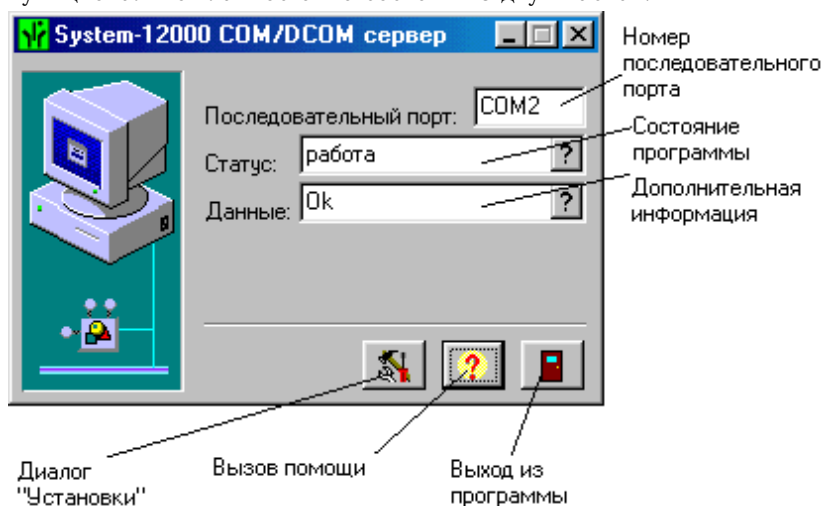 System-12000 COM/DCOM сервер
Номер
последовательного
порта
Последовательный порт: COM2
Состояние
программы
Статус: работа ?
Дополнительная
информация
Данные: Ok ?
?
Диалог
"Установки"
Вызов помощи
Выход из
программы